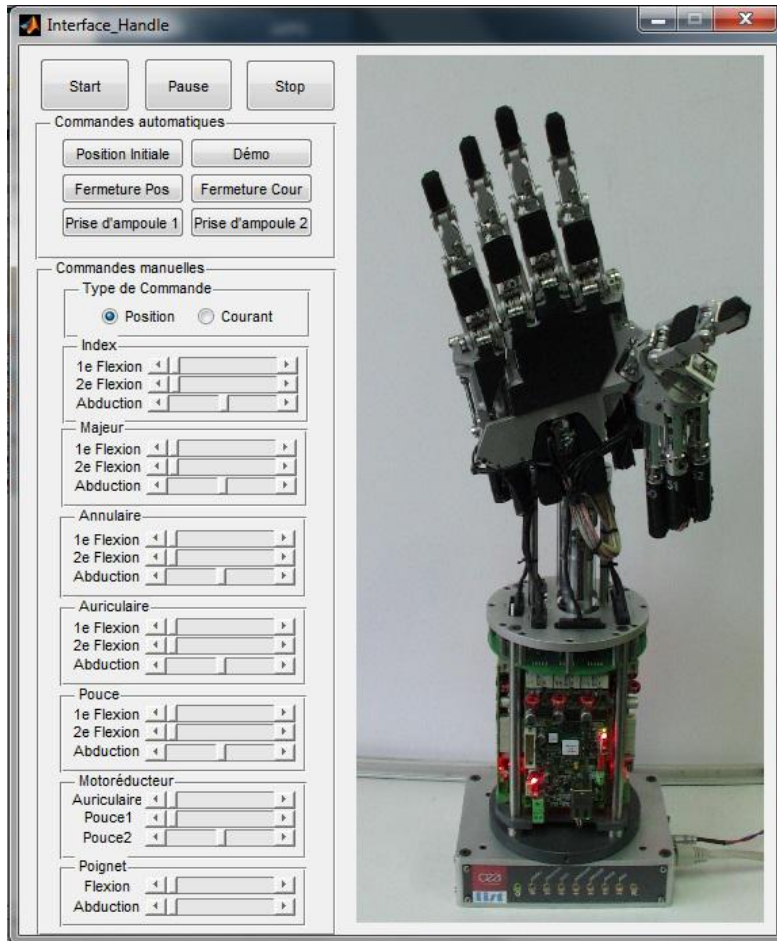 Interface_Handle
Start Pause Stop
Commandes automatiques
Position Initiale Démo
Fermeture Pos Fermeture Cour
Prise d'ampoule 1 Prise d'ampoule 2
Commandes manuelles
Type de Commande
Position Courant
Index
1e Flexion
2e Flexion
Abduction
Majeur
1e Flexion
2e Flexion
Abduction
Annulaire
1e Flexion
2e Flexion
Abduction
Auriculaire
1e Flexion
2e Flexion
Abduction
Pouce
1e Flexion
2e Flexion
Abduction
Motoréducteur
Auriculaire
Pouce1
Pouce2
Poignet
Flexion
Abduction
S1
cea
list